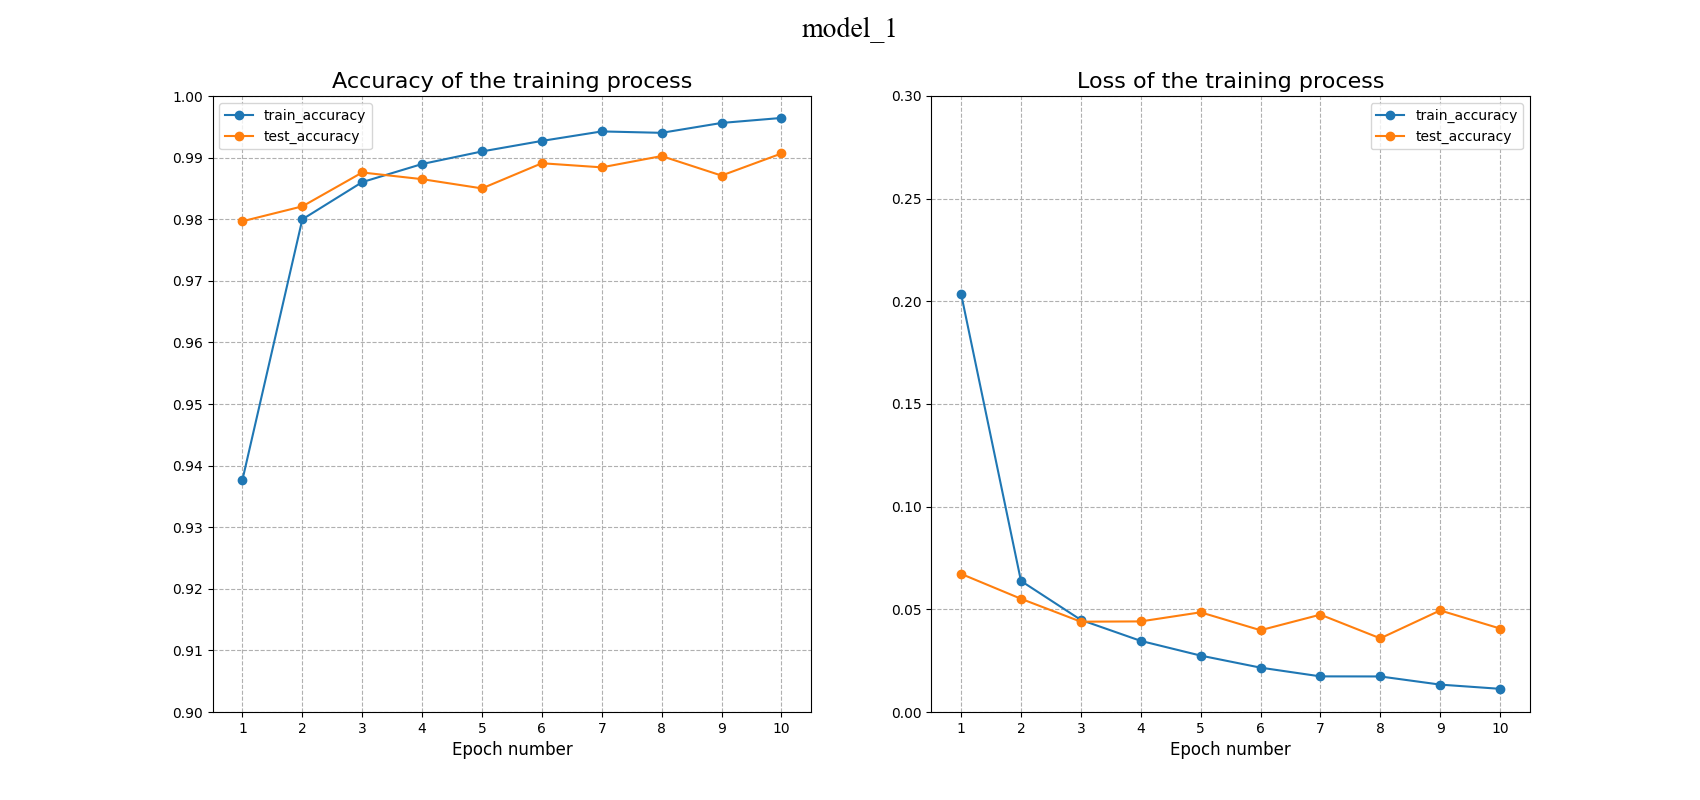 model_1
Accuracy of the training process
1.00
0.99
0.98
0.97
0.96
0.95
0.94
0.93
0.92
0.91
0.90
train_accuracy
test_accuracy
1 2 3 4 5 6 7 8 9 10
Epoch number
Loss of the training process
0.30
0.25
0.20
0.15
0.10
0.05
0.00
train_accuracy
test_accuracy
1 2 3 4 5 6 7 8 9 10
Epoch number